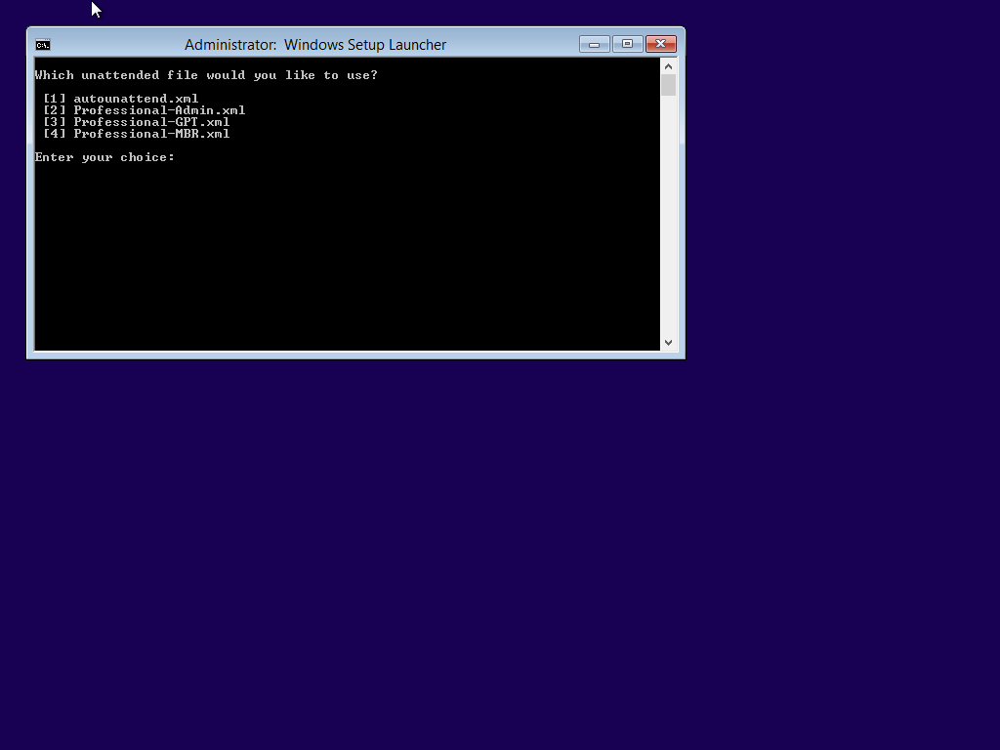 Administrator:  Windows Setup Launcher
Which unattended file would you like to use?
[1] autounattend.xml
[2] Professional-Admin.xml
[3] Professional-GPT.xml
[4] Professional-MBR.xml
Enter your choice: